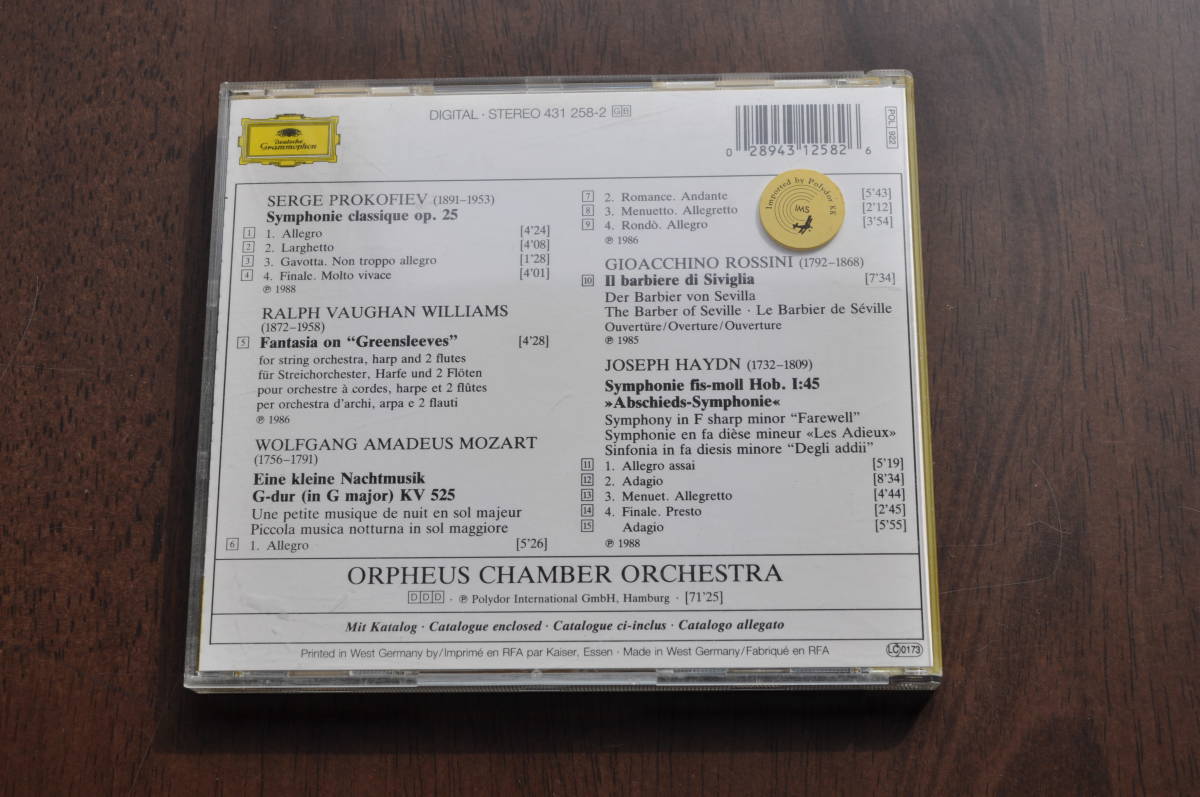 DIGITAL · STEREO 431 258-2 GB
Deutsche
Grammophon
0 28943 12582 6
POL 922
SERGE PROKOFIEV (1891–1953)
Symphonie classique op. 25
1 1. Allegro [4'24]
2 2. Larghetto [4'08]
3 3. Gavotta. Non troppo allegro [1'28]
4 4. Finale. Molto vivace [4'01]
℗ 1988
RALPH VAUGHAN WILLIAMS
(1872–1958)
5 Fantasia on “Greensleeves” [4'28]
for string orchestra, harp and 2 flutes
für Streichorchester, Harfe und 2 Flöten
pour orchestre à cordes, harpe et 2 flûtes
per orchestra d'archi, arpa e 2 flauti
℗ 1986
WOLFGANG AMADEUS MOZART
(1756–1791)
Eine kleine Nachtmusik
G-dur (in G major) KV 525
Une petite musique de nuit en sol majeur
Piccola musica notturna in sol maggiore
6 1. Allegro [5'26]
7 2. Romance. Andante [5'43]
8 3. Menuetto. Allegretto [2'12]
9 4. Rondò. Allegro [3'54]
℗ 1986
Imported by Polydor KK
IMS
GIOACCHINO ROSSINI (1792–1868)
10 Il barbiere di Siviglia [7'34]
Der Barbier von Sevilla
The Barber of Seville · Le Barbier de Séville
Ouvertüre/Overture/Ouverture
℗ 1985
JOSEPH HAYDN (1732–1809)
Symphonie fis-moll Hob. I:45
»Abschieds-Symphonie«
Symphony in F sharp minor “Farewell”
Symphonie en fa dièse mineur «Les Adieux»
Sinfonia in fa diesis minore “Degli addii”
11 1. Allegro assai [5'19]
12 2. Adagio [8'34]
13 3. Menuet. Allegretto [4'44]
14 4. Finale. Presto [2'45]
15 Adagio [5'55]
℗ 1988
ORPHEUS CHAMBER ORCHESTRA
DDD · ℗ Polydor International GmbH, Hamburg · [71'25]
Mit Katalog · Catalogue enclosed · Catalogue ci-inclus · Catalogo allegato
Printed in West Germany by/Imprimé en RFA par Kaiser, Essen · Made in West Germany/Fabriqué en RFA
LC 0173